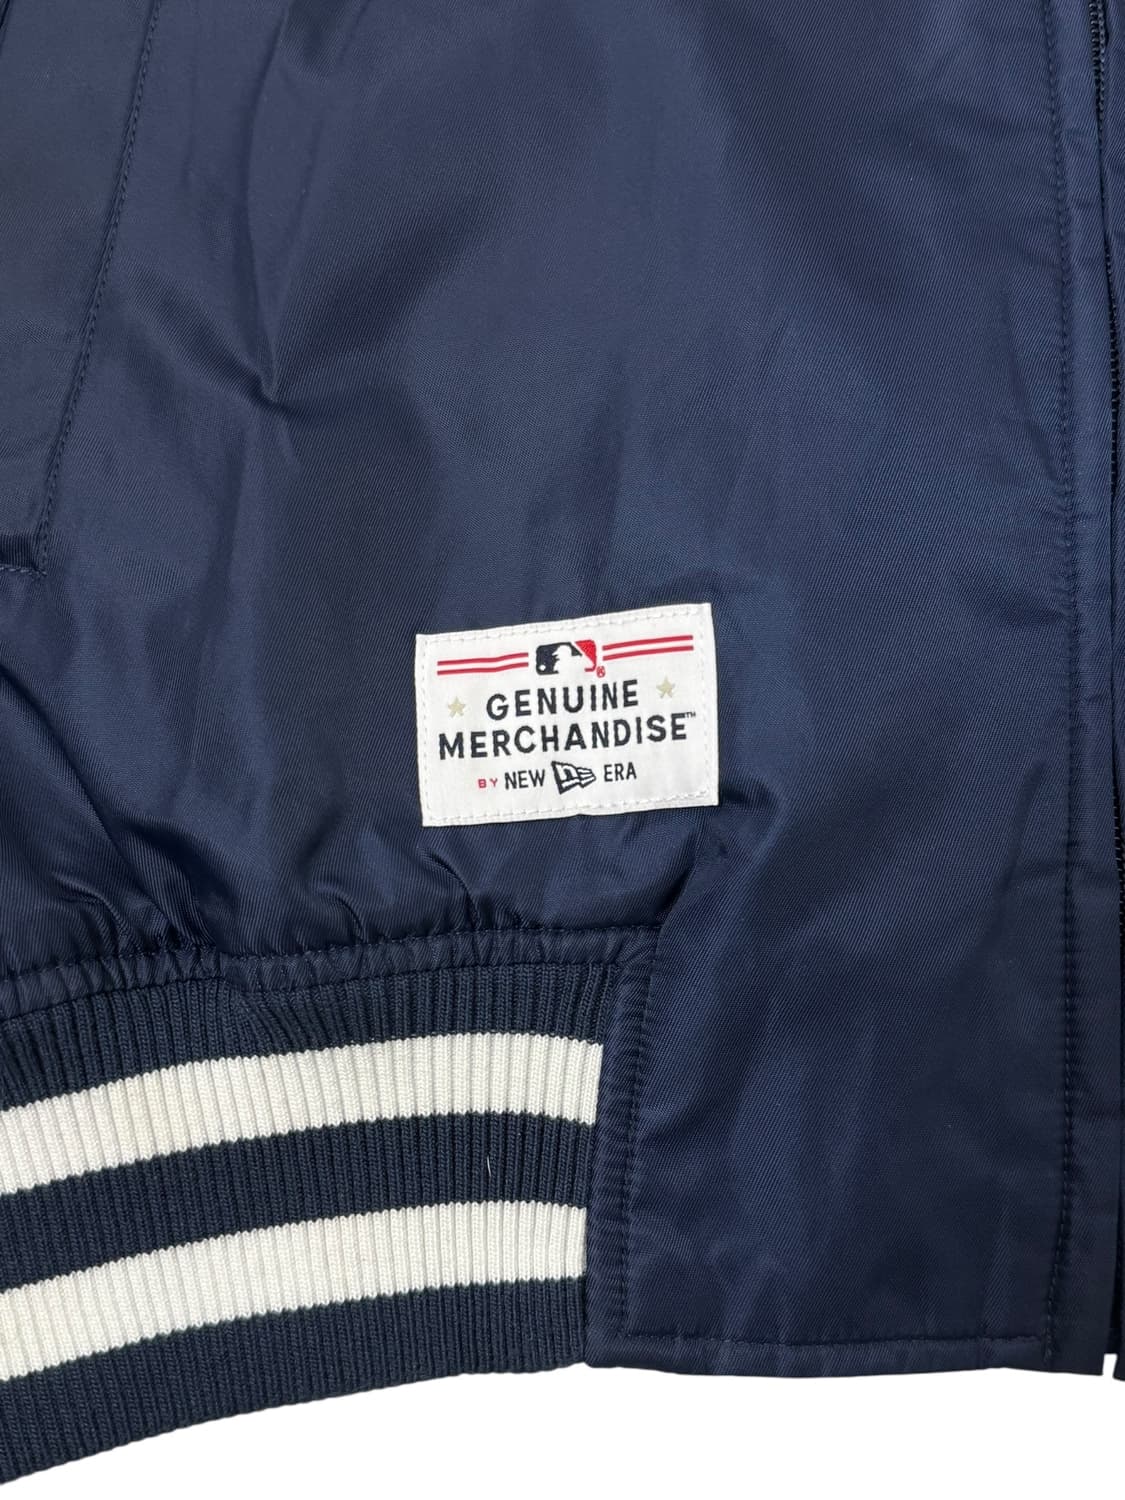 GENUINE
MERCHANDISE™
BY NEW ERA